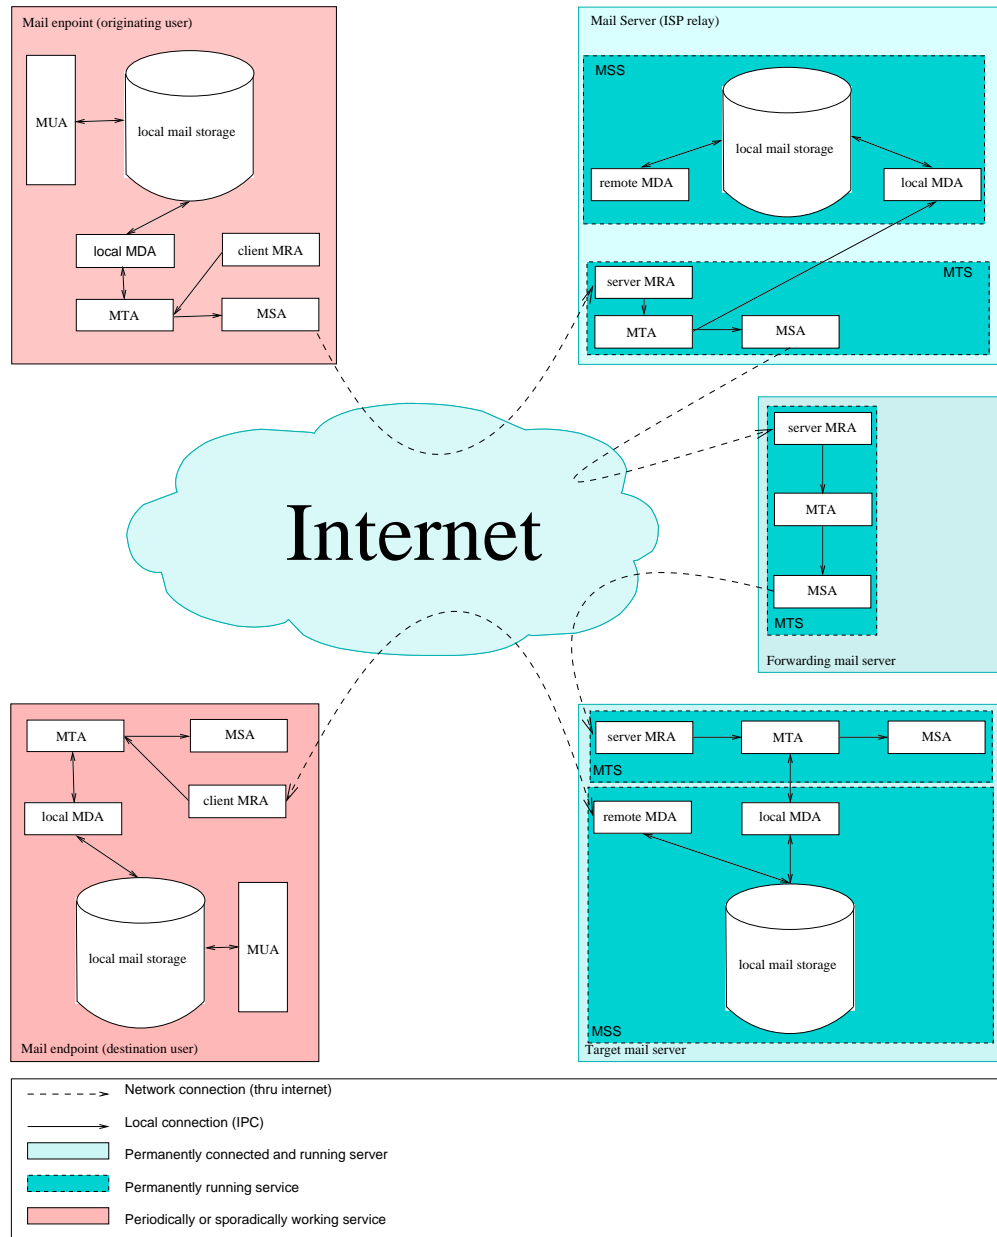 Mail enpoint (originating user)
MUA
local mail storage
local MDA
client MRA
MTA
MSA
Mail Server (ISP relay)
MSS
local mail storage
remote MDA
local MDA
MTS
server MRA
MTA
MSA
server MRA
MTA
MSA
MTS
Forwarding mail server
Internet
MTA
MSA
client MRA
local MDA
local mail storage
MUA
Mail endpoint (destination user)
server MRA
MTA
MSA
MTS
remote MDA
local MDA
local mail storage
MSS
Target mail server
Network connection (thru internet)
Local connection (IPC)
Permanently connected and running server
Permanently running service
Periodically or sporadically working service